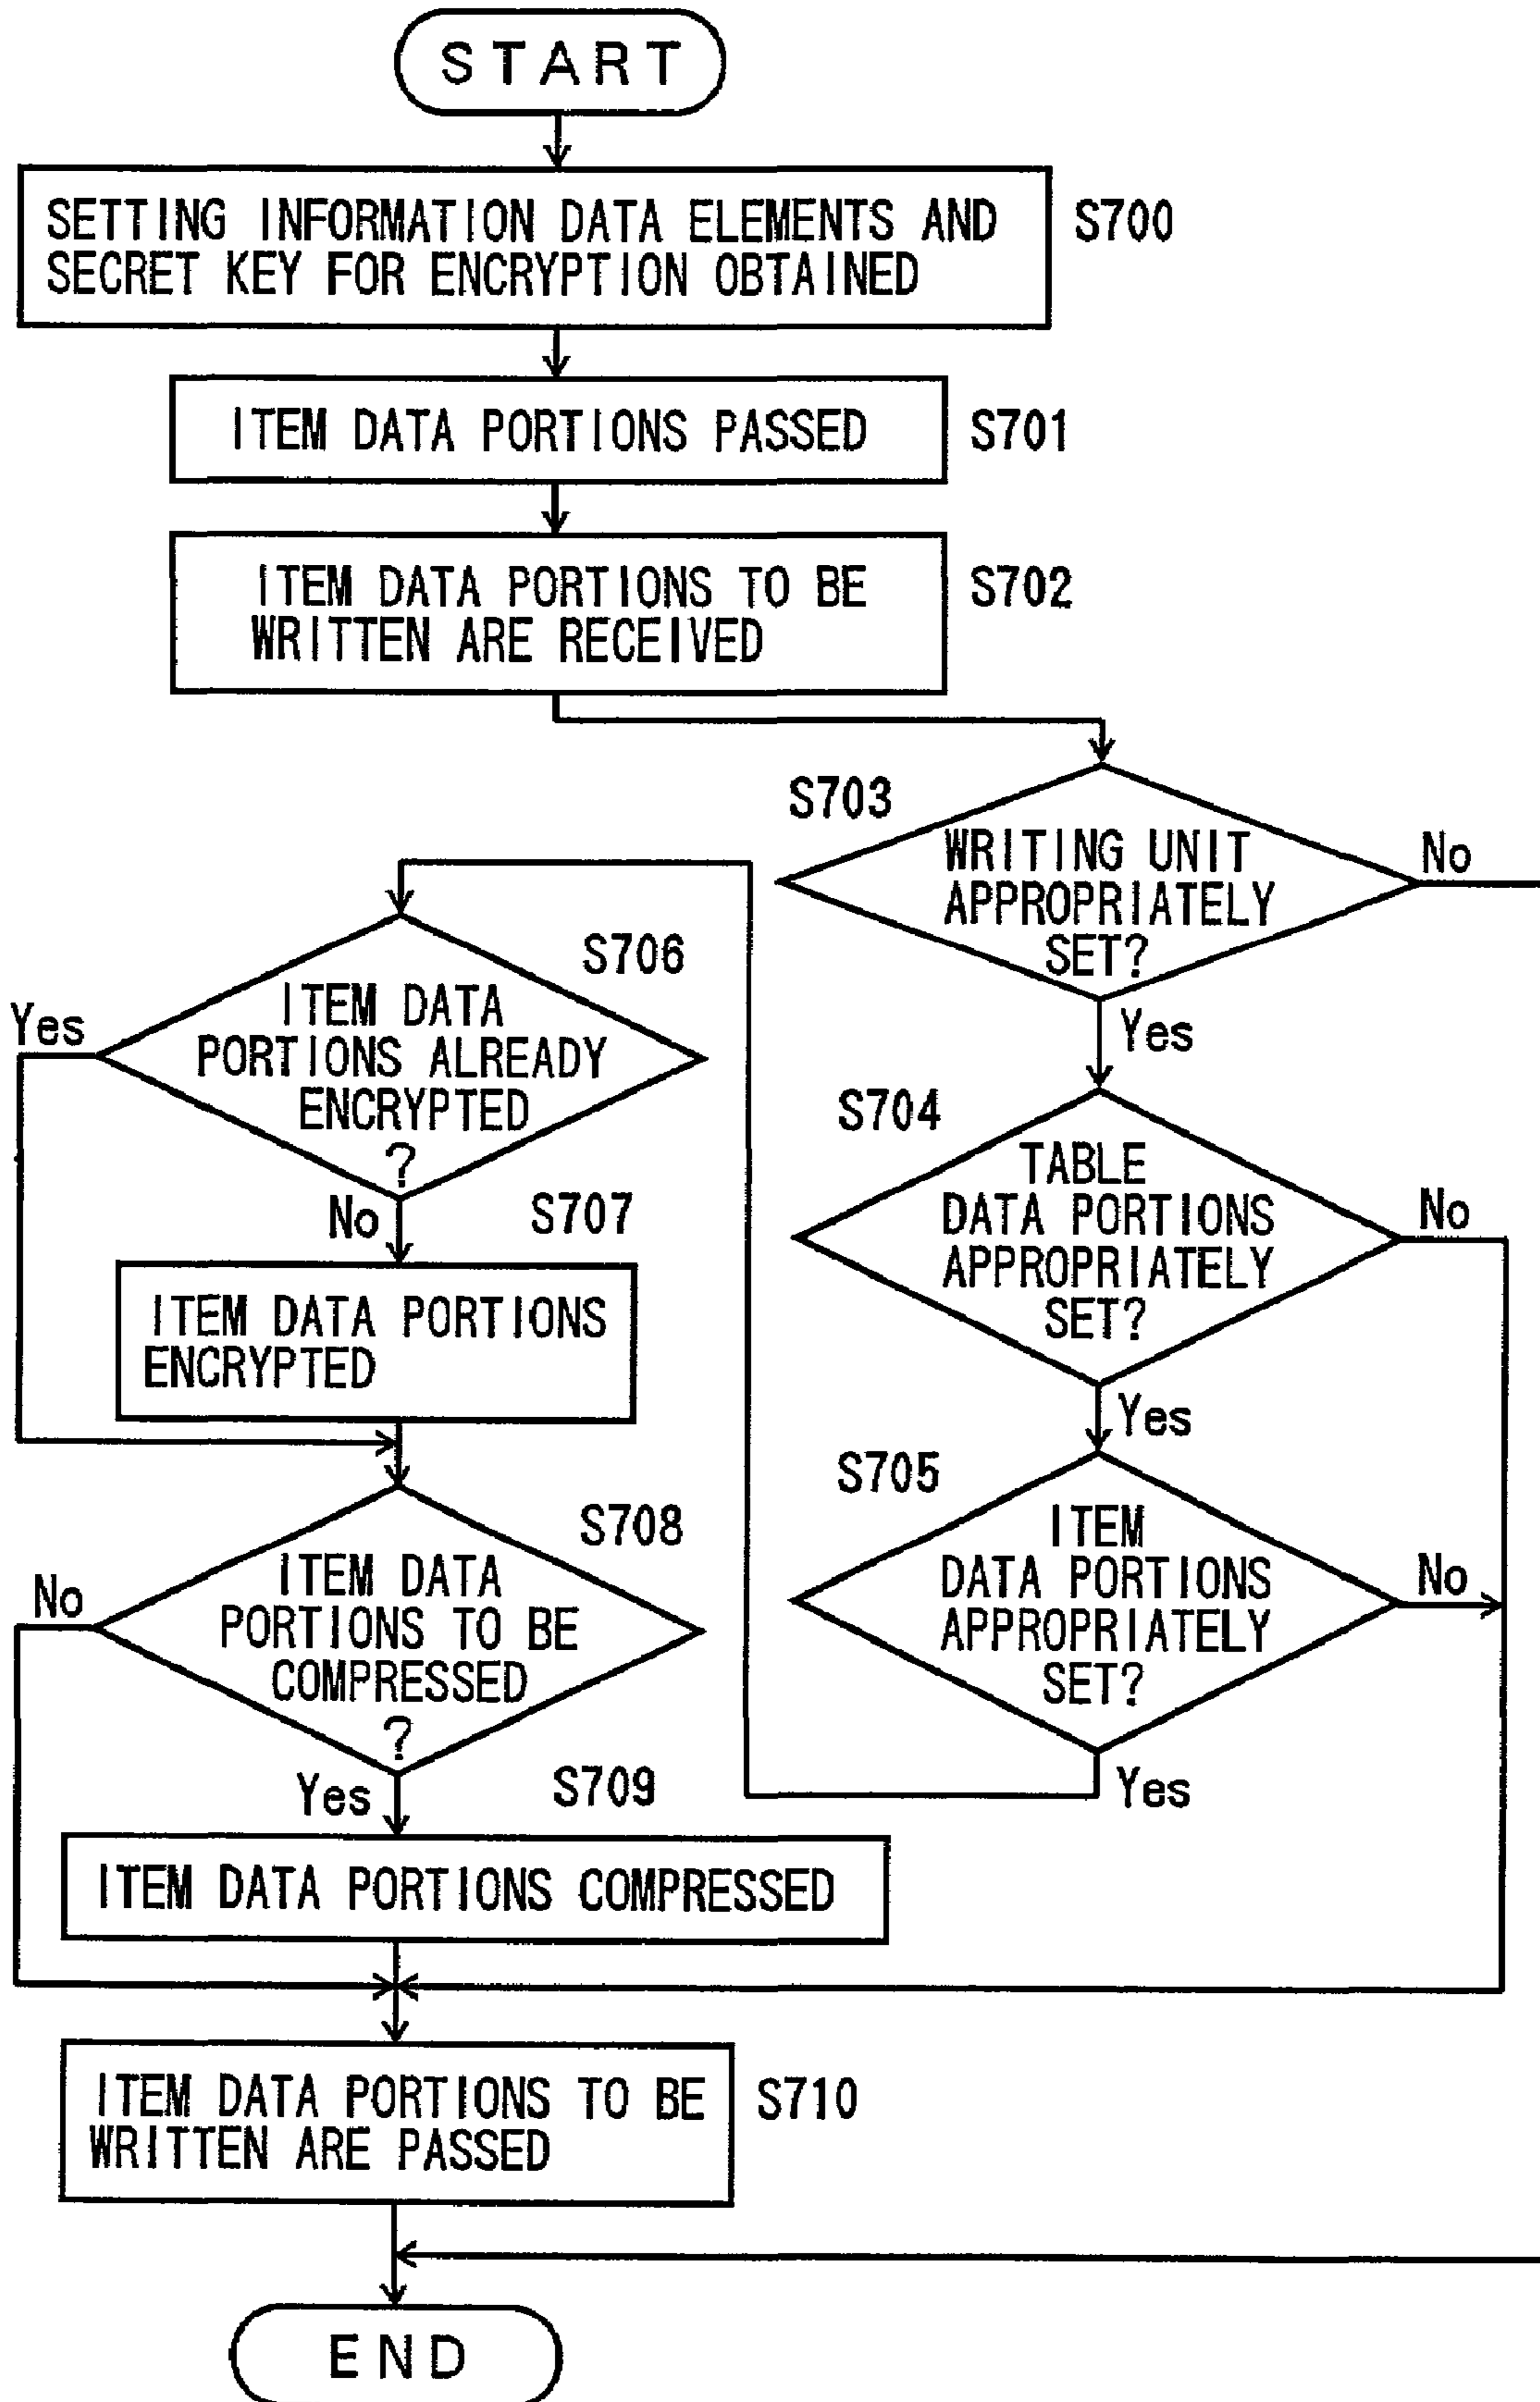 START
SETTING INFORMATION DATA ELEMENTS AND
SECRET KEY FOR ENCRYPTION OBTAINED
S700
ITEM DATA PORTIONS PASSED
S701
ITEM DATA PORTIONS TO BE
WRITTEN ARE RECEIVED
S702
S703
WRITING UNIT
APPROPRIATELY
SET?
No
Yes
S704
TABLE
DATA PORTIONS
APPROPRIATELY
SET?
No
Yes
S705
ITEM
DATA PORTIONS
APPROPRIATELY
SET?
No
Yes
S706
ITEM DATA
PORTIONS ALREADY
ENCRYPTED
?
Yes
No
S707
ITEM DATA PORTIONS
ENCRYPTED
S708
ITEM DATA
PORTIONS TO BE
COMPRESSED
?
No
Yes
S709
ITEM DATA PORTIONS COMPRESSED
ITEM DATA PORTIONS TO BE
WRITTEN ARE PASSED
S710
END